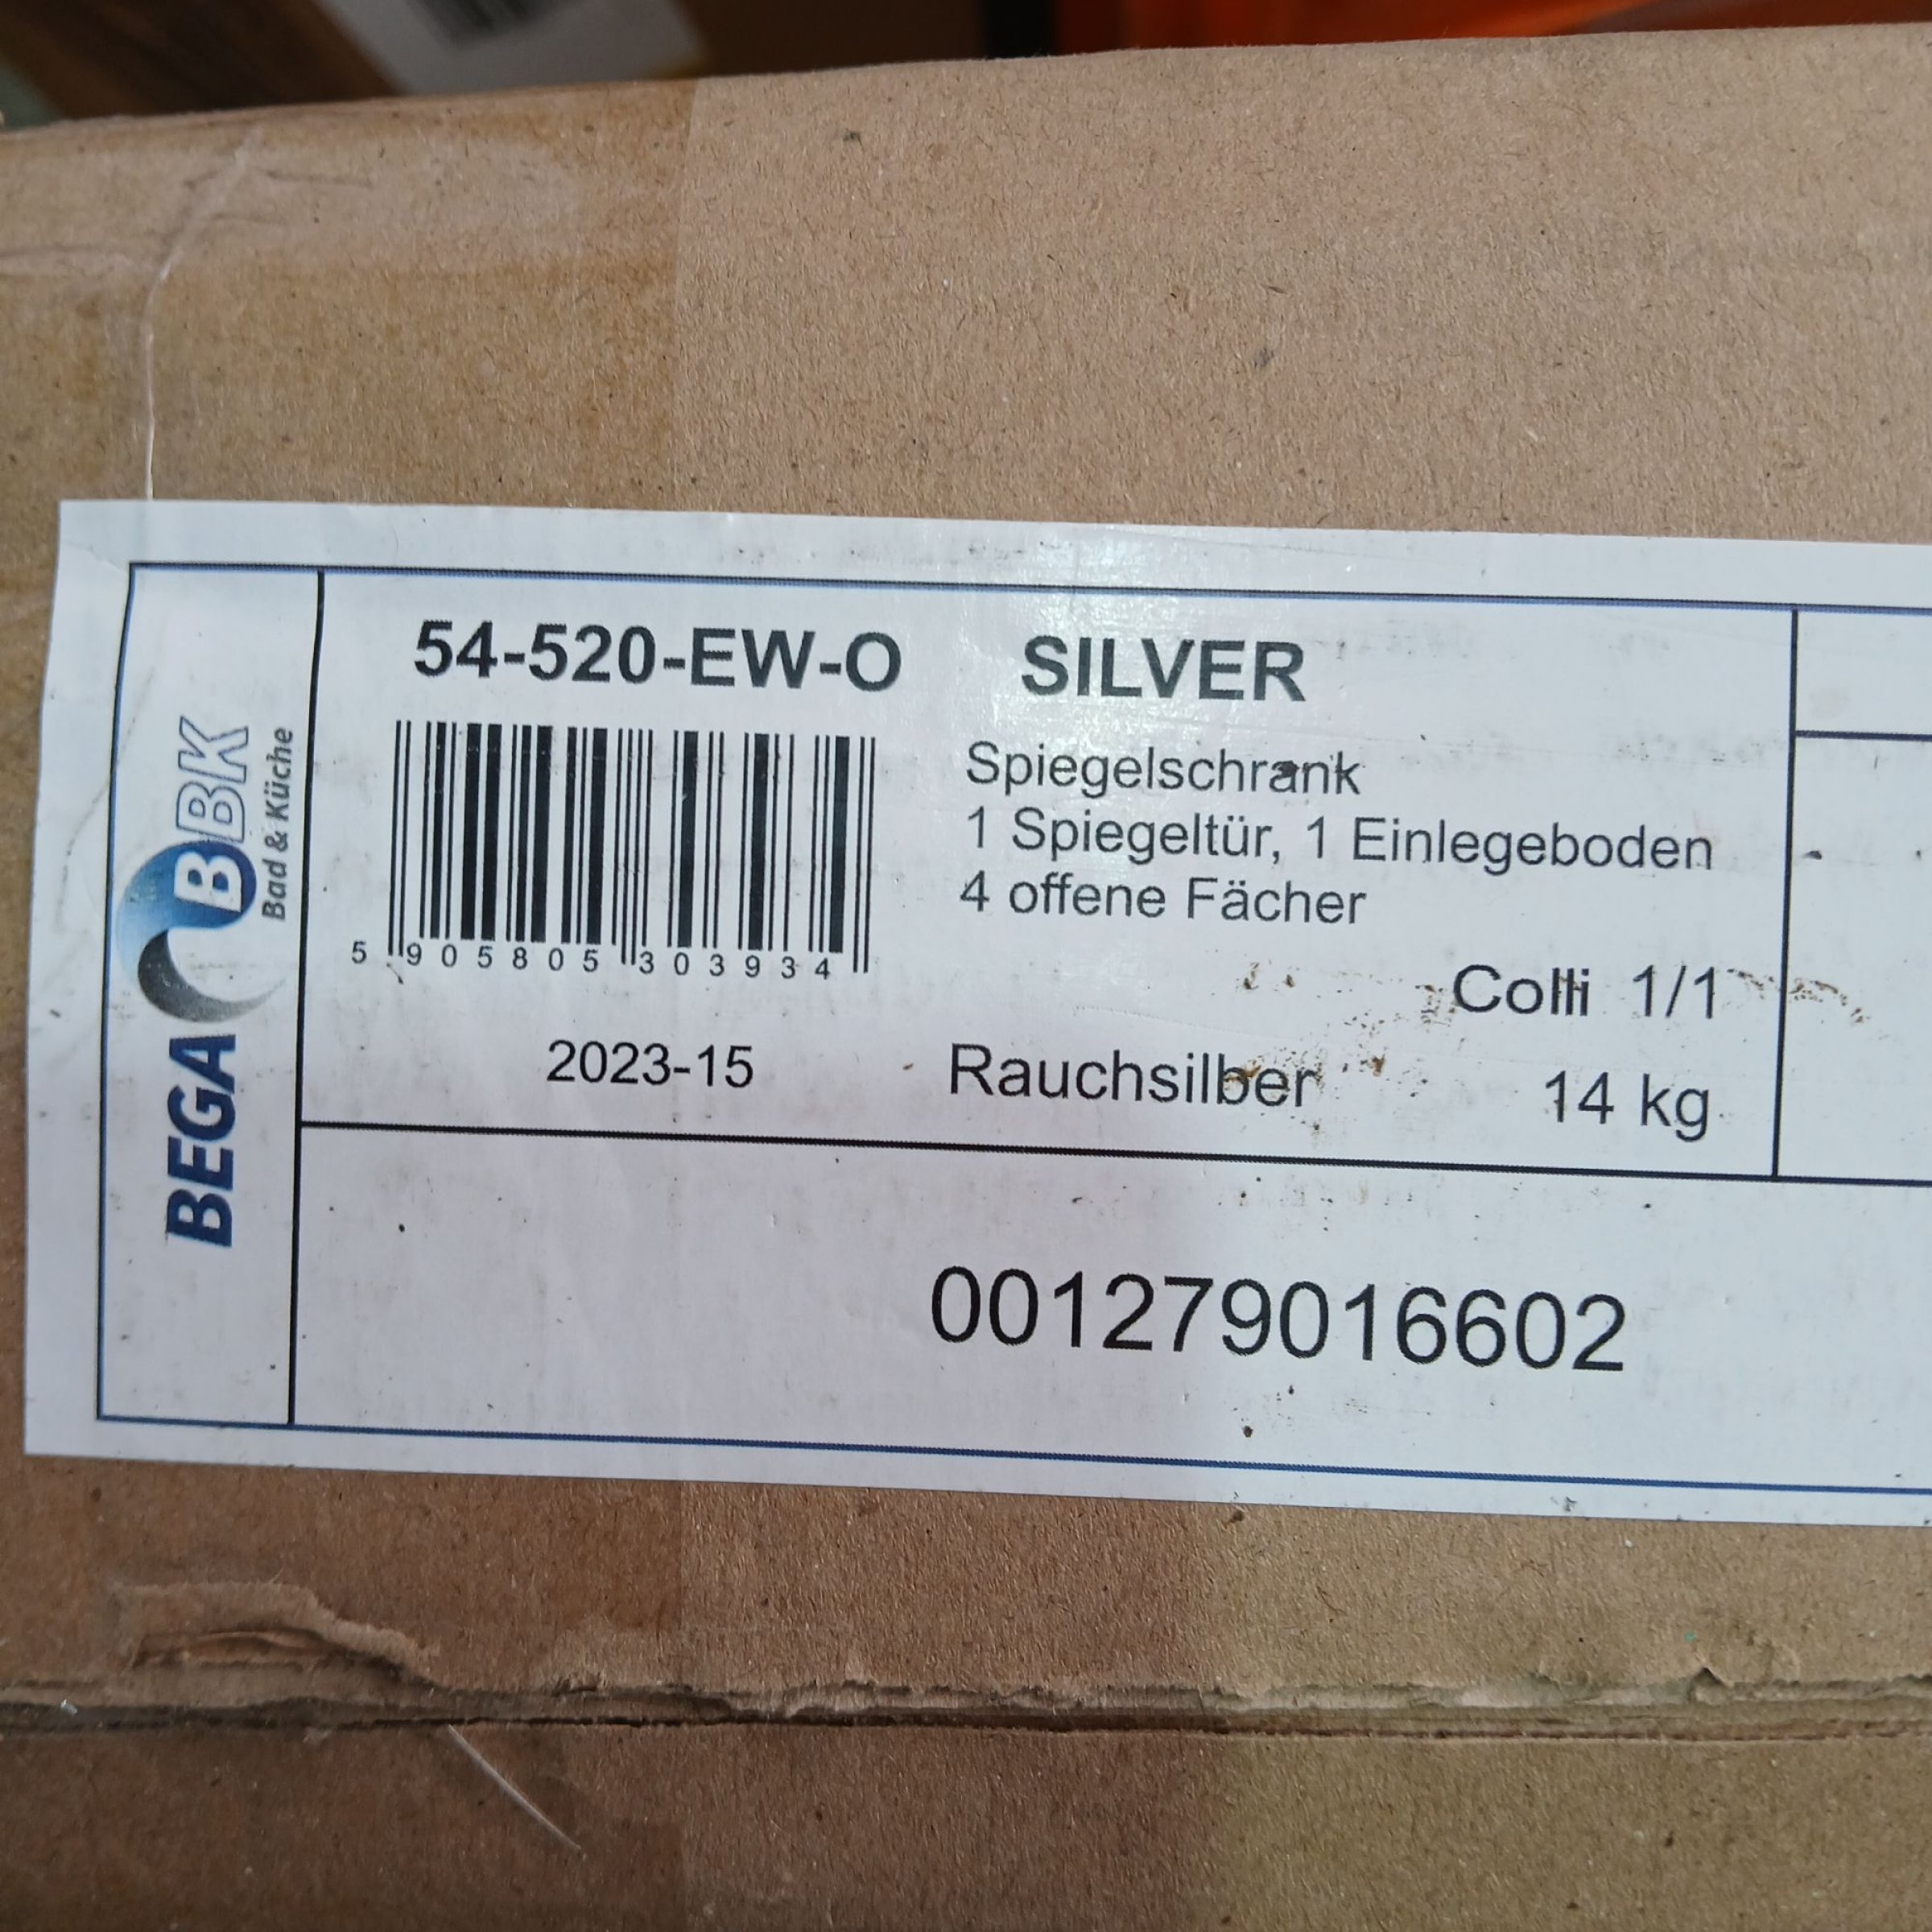 54-520-EW-O SILVER
Spiegelschrank
1 Spiegeltür, 1 Einlegeboden
4 offene Fächer
5 905805 303934
Colli 1/1
2023-15 Rauchsilber 14 kg
001279016602
BEGA BBK
Bad & Küche